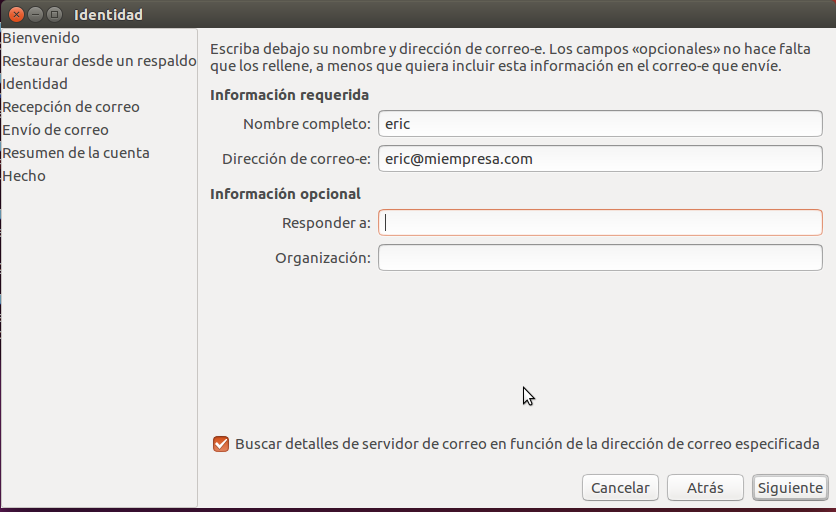 Identidad
Bienvenido
Restaurar desde un respaldo
Identidad
Recepción de correo
Envío de correo
Resumen de la cuenta
Hecho
Escriba debajo su nombre y dirección de correo-e. Los campos «opcionales» no hace falta
que los rellene, a menos que quiera incluir esta información en el correo-e que envíe.
Información requerida
Nombre completo: eric
Dirección de correo-e: eric@miempresa.com
Información opcional
Responder a:
Organización:
Buscar detalles de servidor de correo en función de la dirección de correo especificada
Cancelar Atrás Siguiente